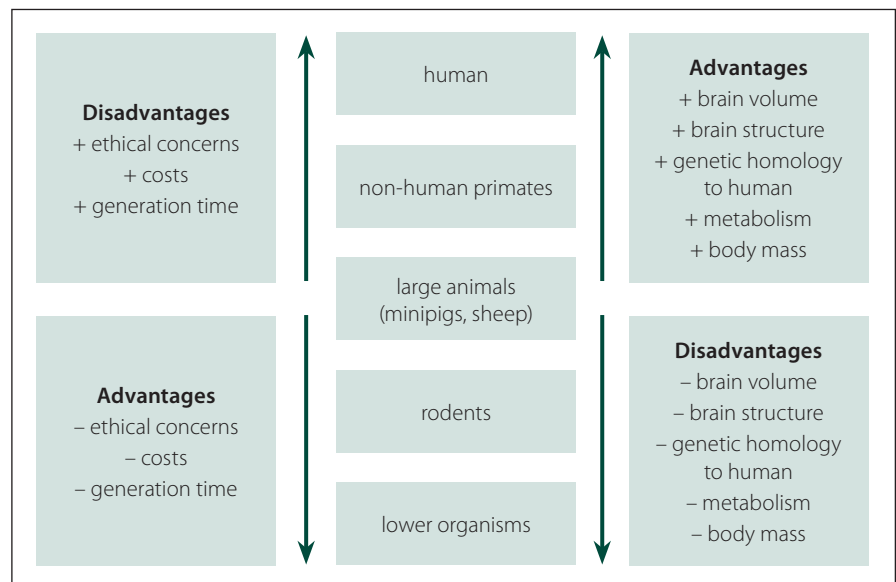 Disadvantages
+ ethical concerns
+ costs
+ generation time
Advantages
– ethical concerns
– costs
– generation time
human
non-human primates
large animals
(minipigs, sheep)
rodents
lower organisms
Advantages
+ brain volume
+ brain structure
+ genetic homology
to human
+ metabolism
+ body mass
Disadvantages
– brain volume
– brain structure
– genetic homology
to human
– metabolism
– body mass